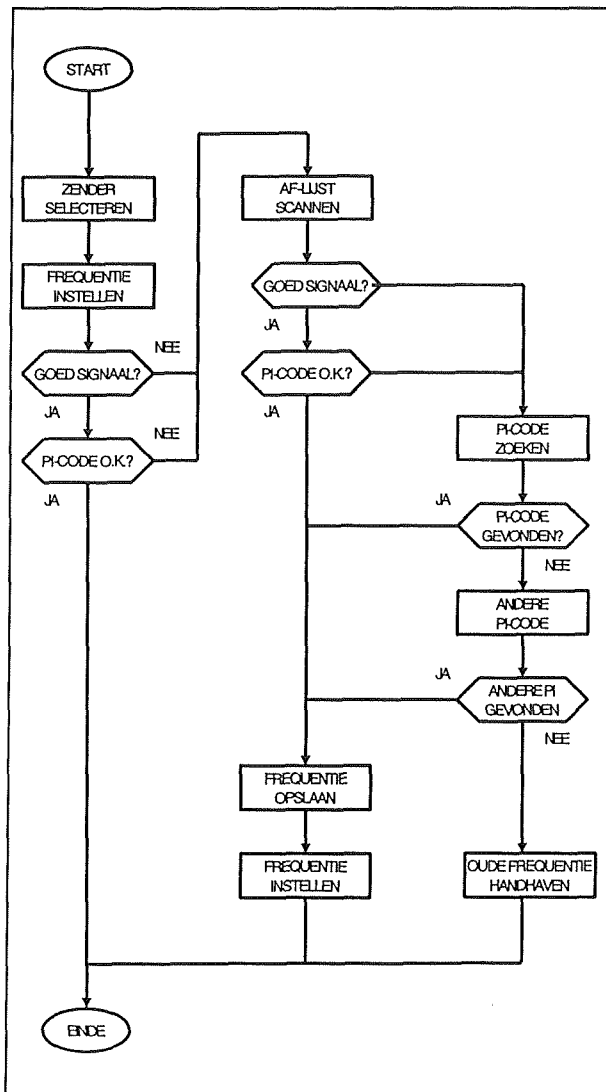 START
ZENDER
SELECTEREN
FREQUENTIE
INSTELLEN
GOED SIGNAAL?
NEE
JA
PI-CODE O.K.?
NEE
JA
AF-LIJST
SCANNEN
GOED SIGNAAL?
JA
PI-CODE O.K.?
JA
PI-CODE
ZOEKEN
PI-CODE
GEVONDEN?
JA
NEE
ANDERE
PI-CODE
ANDERE PI
GEVONDEN
JA
NEE
FREQUENTIE
OPSLAAN
FREQUENTIE
INSTELLEN
OUDE FREQUENTIE
HANDHAVEN
EINDE